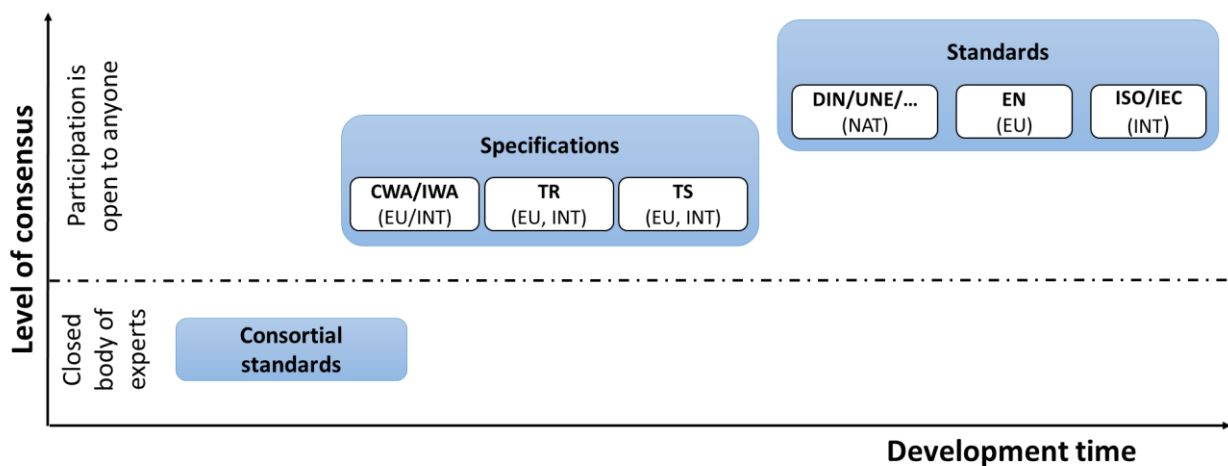 Level of consensus
Participation is
open to anyone
Closed
body of
experts
Standards
DIN/UNE/...
(NAT)
EN
(EU)
ISO/IEC
(INT)
Specifications
CWA/IWA
(EU/INT)
TR
(EU, INT)
TS
(EU, INT)
Consortial
standards
Development time